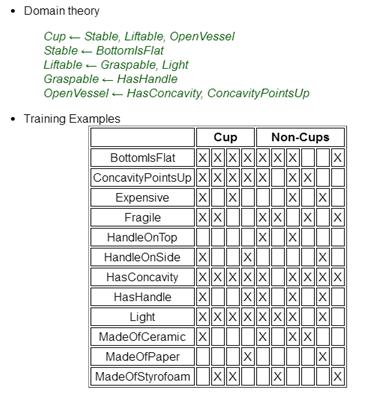 • Domain theory
Cup ← Stable, Liftable, OpenVessel
Stable ← BottomIsFlat
Liftable ← Graspable, Light
Graspable ← HasHandle
OpenVessel ← HasConcavity, ConcavityPointsUp
• Training Examples
Cup Non-Cups
BottomIsFlat X X X X X X X X
ConcavityPointsUp X X X X X X X
Expensive X X X X
Fragile X X X X X X
HandleOnTop X X
HandleOnSide X X X
HasConcavity X X X X X X X X X
HasHandle X X X X X
Light X X X X X X X X
MadeOfCeramic X X X X
MadeOfPaper X X
MadeOfStyrofoam X X X X